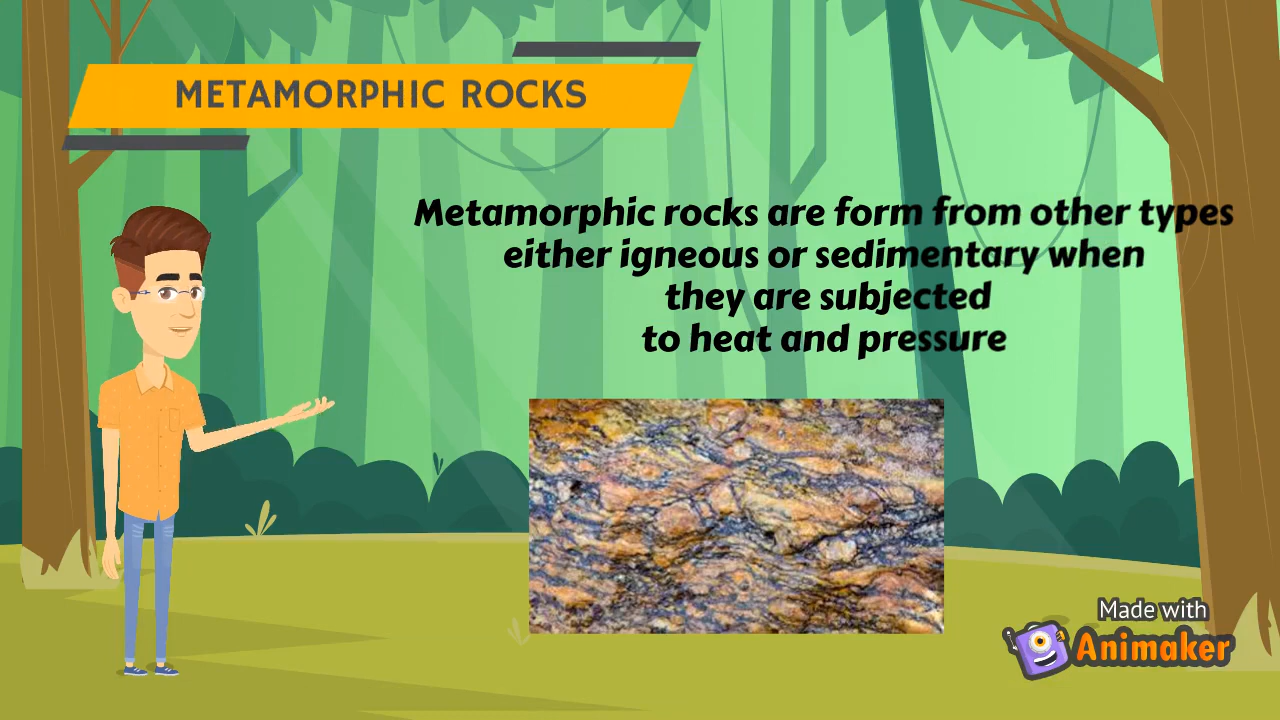 METAMORPHIC ROCKS
Metamorphic rocks are form from other types
either igneous or sedimentary when
they are subjected
to heat and pressure
Made with
Animaker